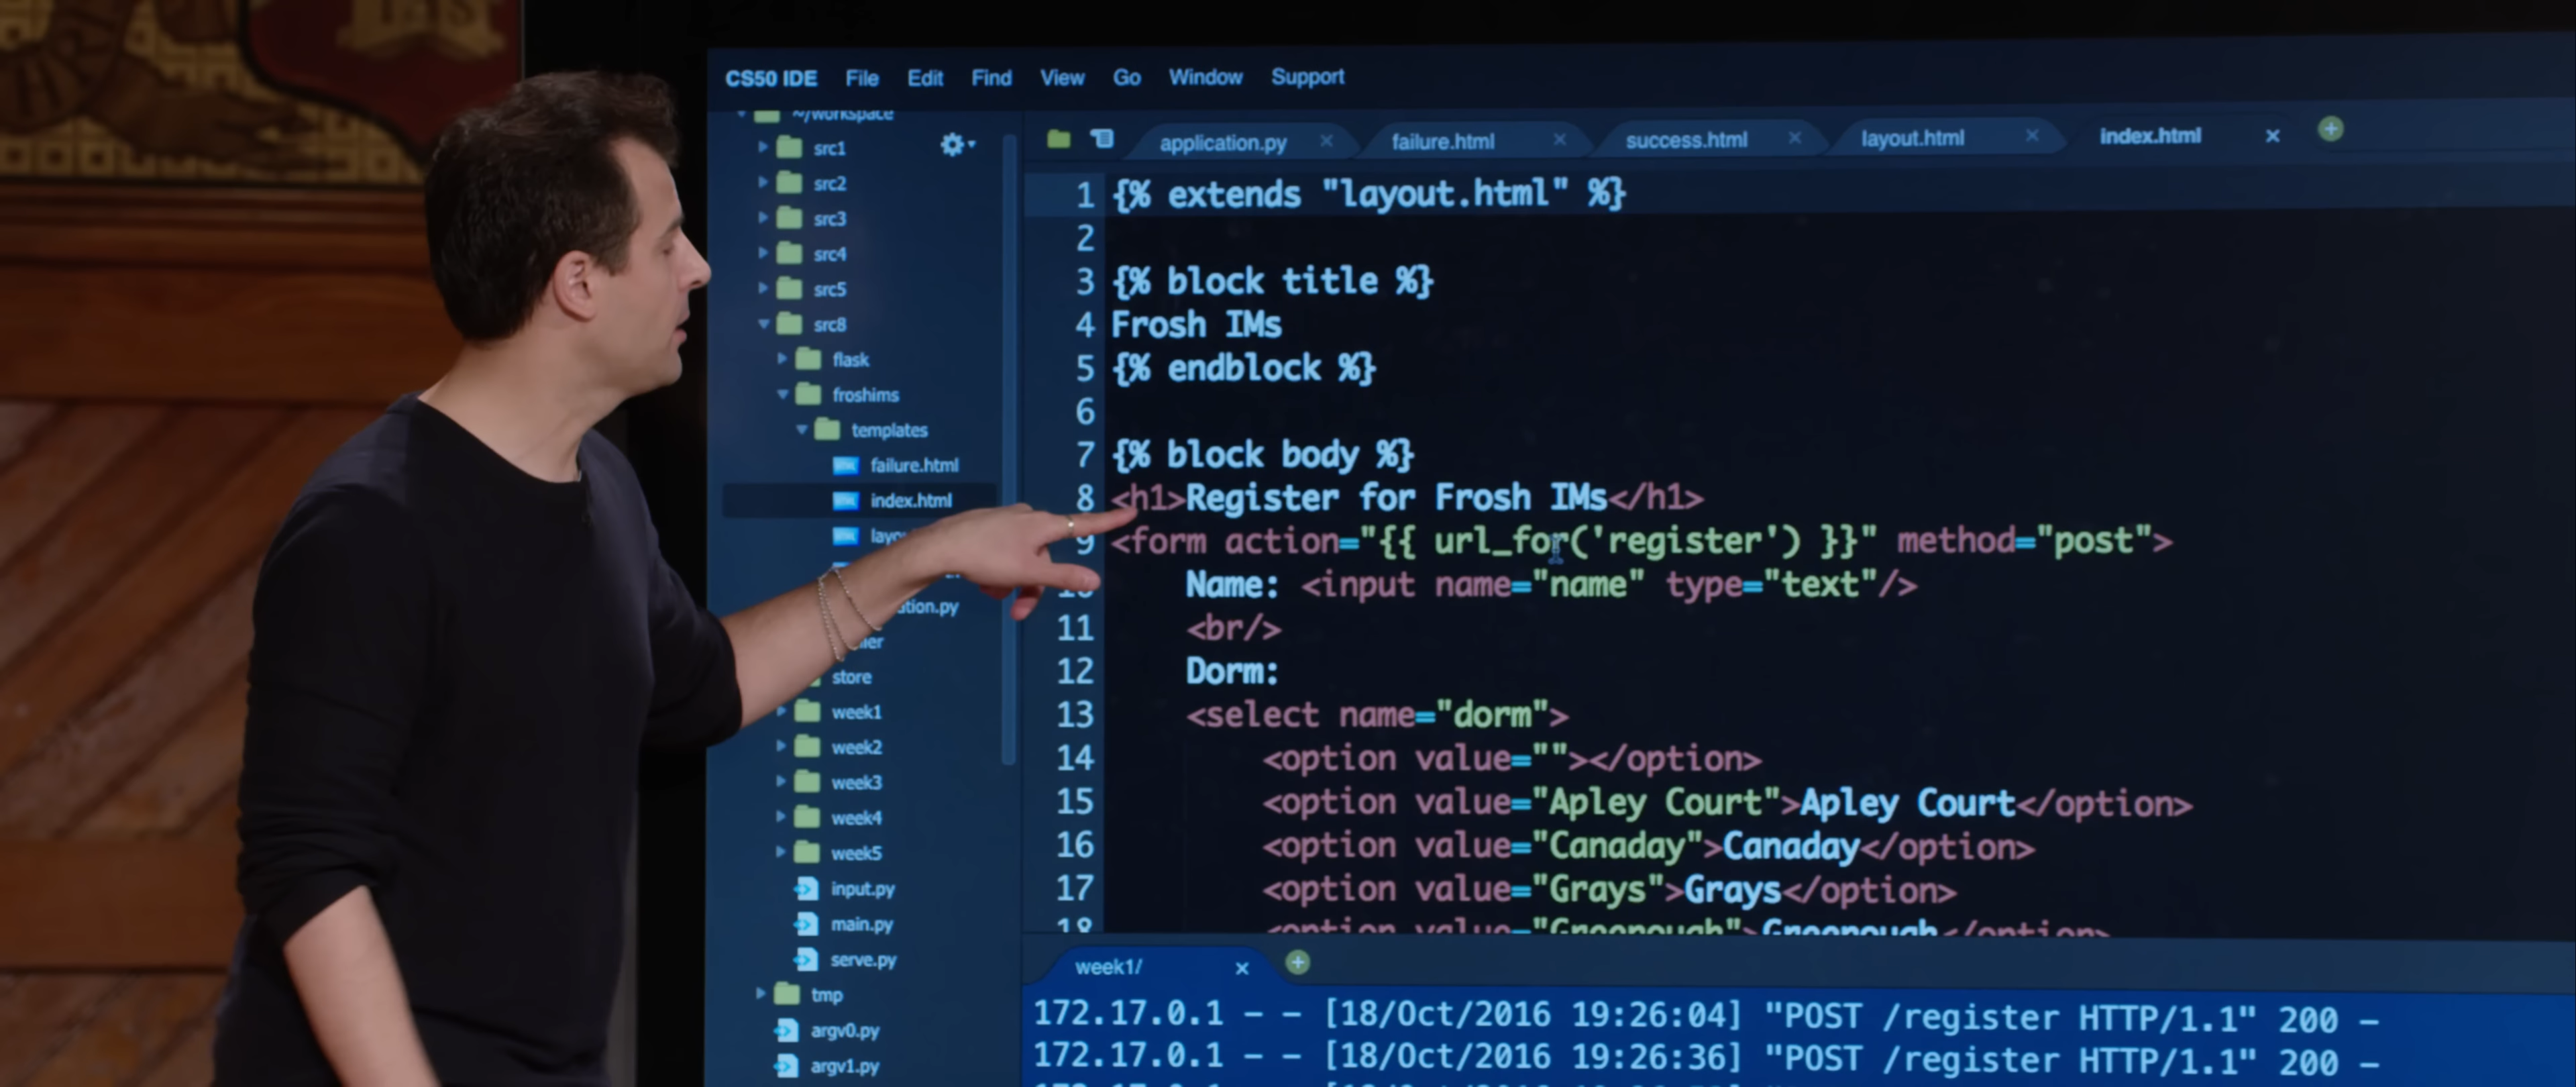 CS50 IDE File Edit Find View Go Window Support
~/workspace
src1
src2
src3
src4
src5
src8
flask
froshims
templates
failure.html
index.html
store
week1
week2
week3
week4
week5
input.py
main.py
serve.py
tmp
argv0.py
argv1.py
application.py failure.html success.html layout.html index.html
1 {% extends "layout.html" %}
2
3 {% block title %}
4 Frosh IMs
5 {% endblock %}
6
7 {% block body %}
8 <h1>Register for Frosh IMs</h1>
9 <form action="{{ url_for('register') }}" method="post">
Name: <input name="name" type="text"/>
11 <br/>
12 Dorm:
13 <select name="dorm">
14 <option value=""></option>
15 <option value="Apley Court">Apley Court</option>
16 <option value="Canaday">Canaday</option>
17 <option value="Grays">Grays</option>
18 <option value="Greenough">Greenough</option>
week1/
172.17.0.1 - - [18/Oct/2016 19:26:04] "POST /register HTTP/1.1" 200 -
172.17.0.1 - - [18/Oct/2016 19:26:36] "POST /register HTTP/1.1" 200 -